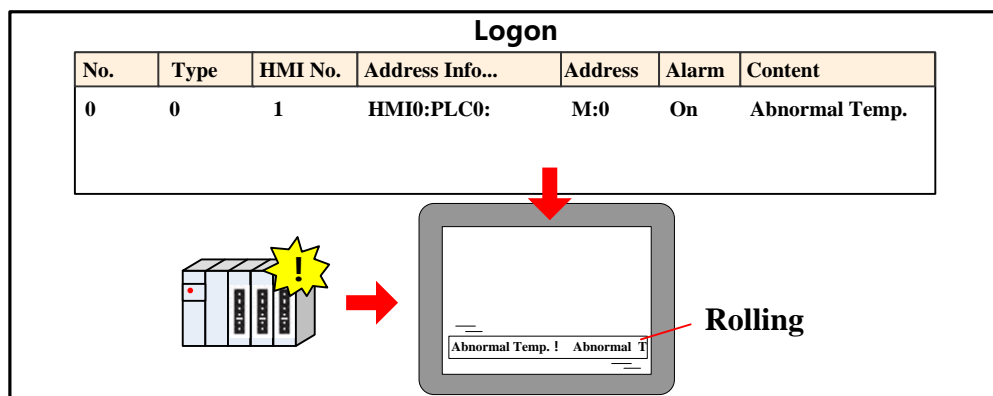 Logon
No. Type HMI No. Address Info... Address Alarm Content
0 0 1 HMI0:PLC0: M:0 On Abnormal Temp.
!
Rolling
Abnormal Temp. ! Abnormal T